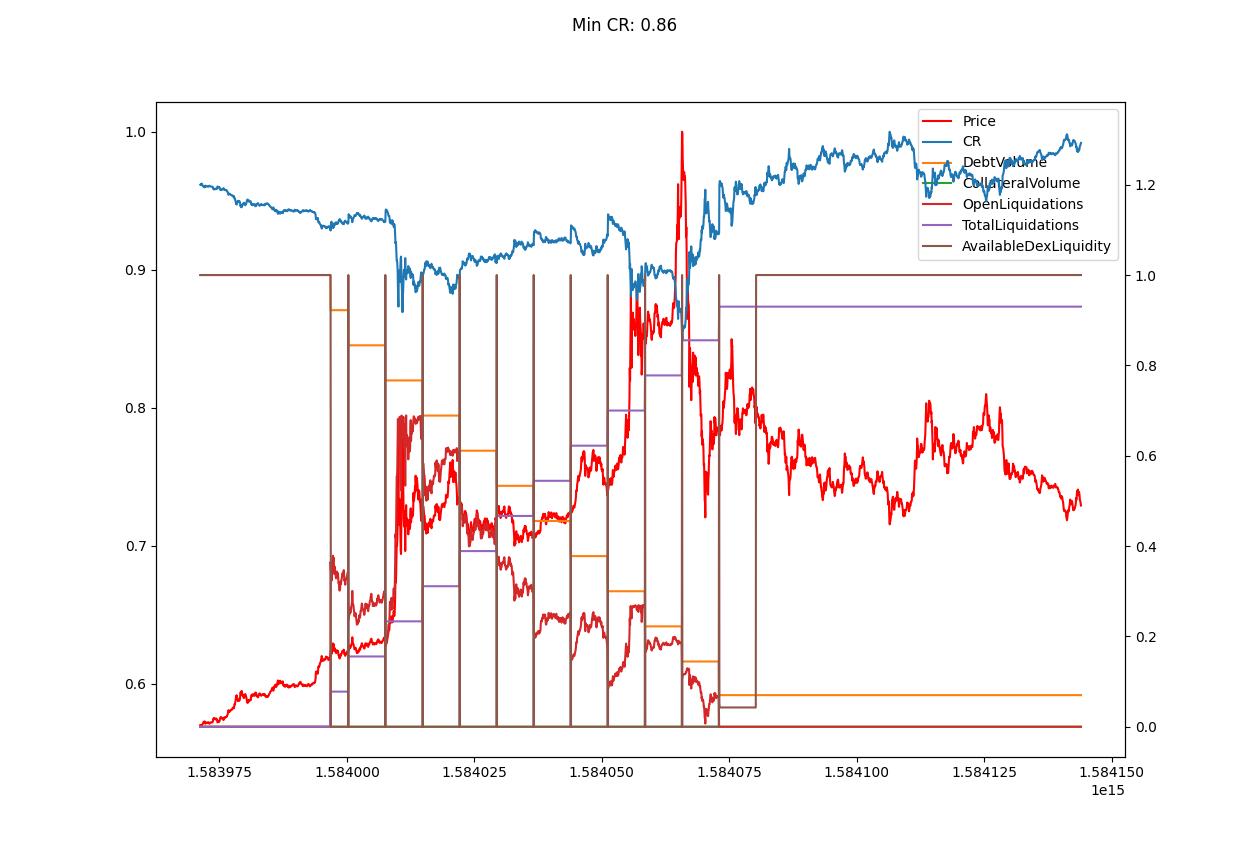 Min CR: 0.86
1.0
0.9
0.8
0.7
0.6
Price
CR
DebtVolume
CollateralVolume
OpenLiquidations
TotalLiquidations
AvailableDexLiquidity
1.2
1.0
0.8
0.6
0.4
0.2
0.0
1.583975
1.584000
1.584025
1.584050
1.584075
1.584100
1.584125
1.584150
1e15